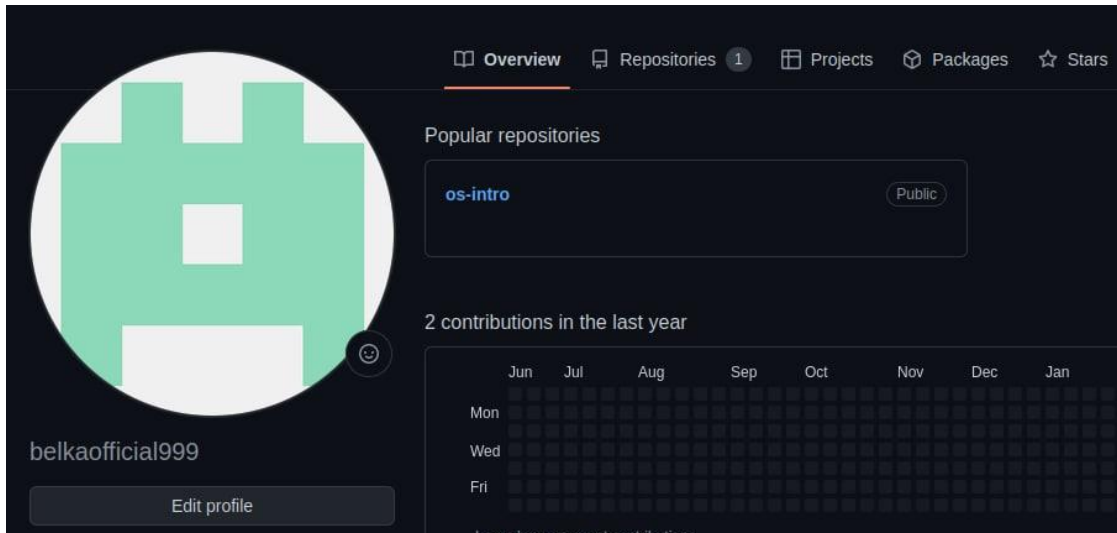 Overview Repositories 1 Projects Packages Stars
Popular repositories
os-intro Public
2 contributions in the last year
Jun Jul Aug Sep Oct Nov Dec Jan
Mon
Wed
Fri
belkaofficial999
Edit profile